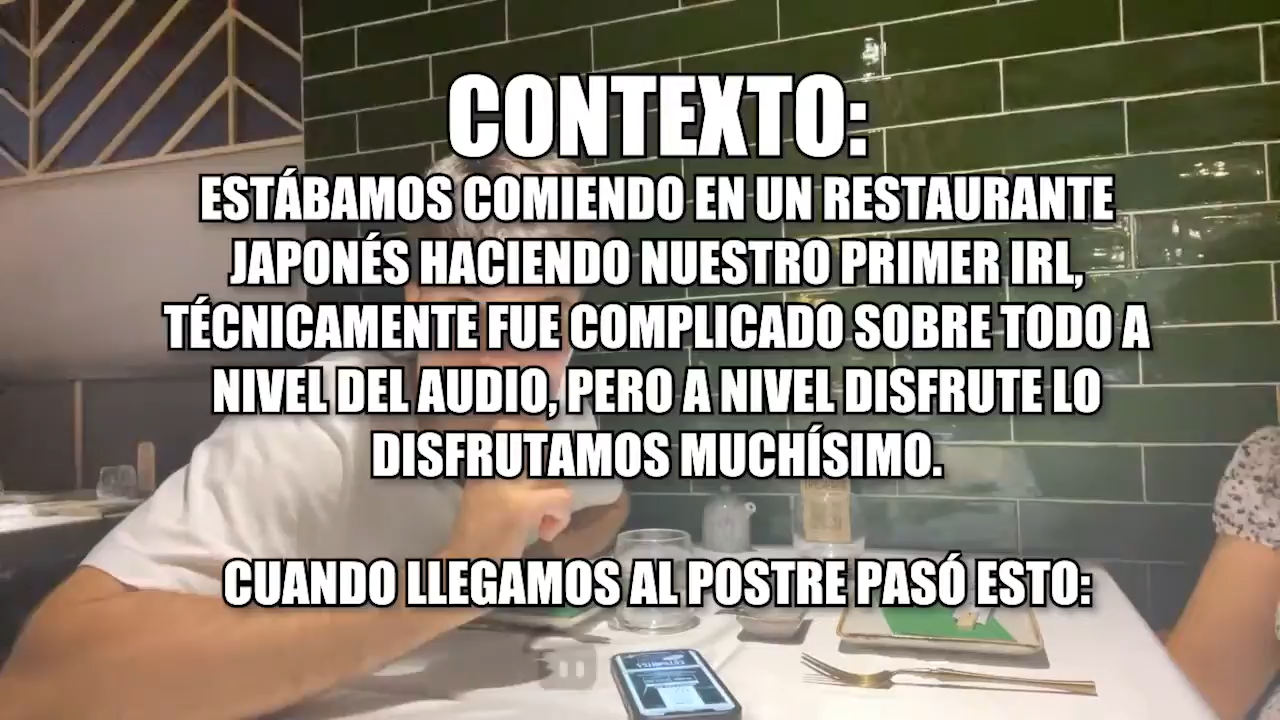 CONTEXTO:
ESTÁBAMOS COMIENDO EN UN RESTAURANTE
JAPONÉS HACIENDO NUESTRO PRIMER IRL,
TÉCNICAMENTE FUE COMPLICADO SOBRE TODO A
NIVEL DEL AUDIO, PERO A NIVEL DISFRUTE LO
DISFRUTAMOS MUCHÍSIMO.
CUANDO LLEGAMOS AL POSTRE PASÓ ESTO: